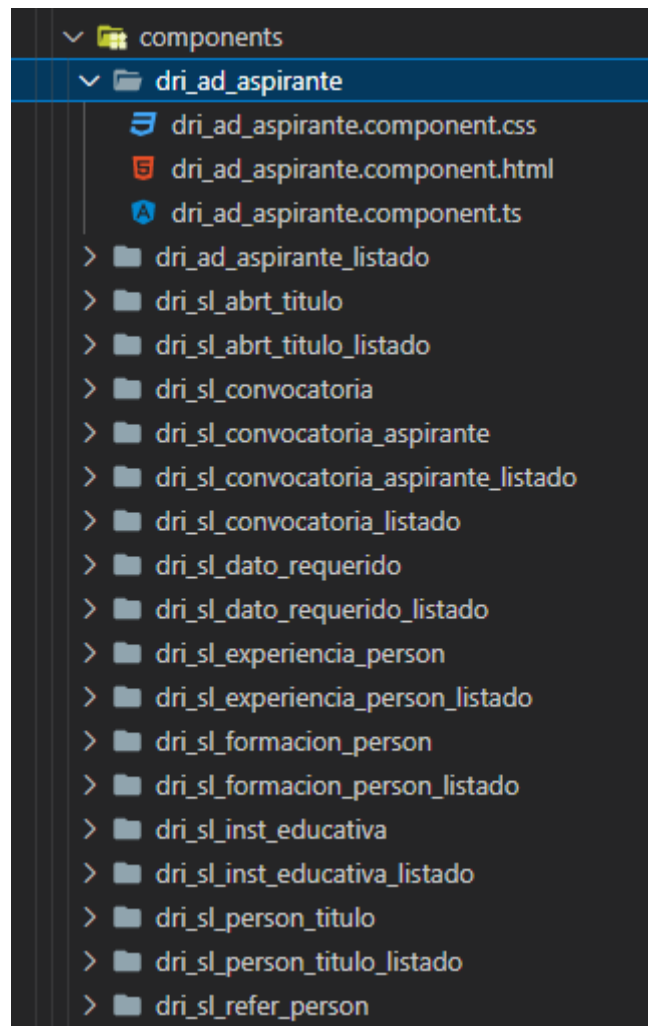 components
dri_ad_aspirante
dri_ad_aspirante.component.css
dri_ad_aspirante.component.html
dri_ad_aspirante.component.ts
dri_ad_aspirante_listado
dri_sl_abrt_titulo
dri_sl_abrt_titulo_listado
dri_sl_convocatoria
dri_sl_convocatoria_aspirante
dri_sl_convocatoria_aspirante_listado
dri_sl_convocatoria_listado
dri_sl_dato_requerido
dri_sl_dato_requerido_listado
dri_sl_experiencia_person
dri_sl_experiencia_person_listado
dri_sl_formacion_person
dri_sl_formacion_person_listado
dri_sl_inst_educativa
dri_sl_inst_educativa_listado
dri_sl_person_titulo
dri_sl_person_titulo_listado
dri_sl_refer_person